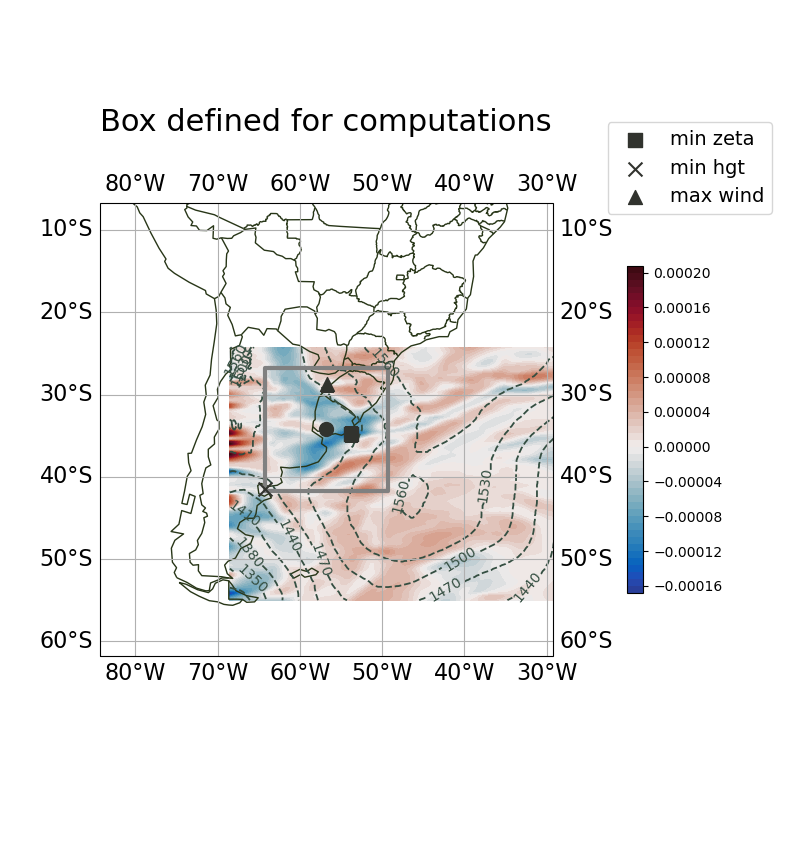 Box defined for computations
min zeta
min hgt
max wind
80°W 70°W 60°W 50°W 40°W 30°W
10°S 10°S
20°S 20°S
30°S 30°S
40°S 40°S
50°S 50°S
60°S 60°S
80°W 70°W 60°W 50°W 40°W 30°W
1560
1530
1410
1440
1470
1380
1350
1500
1470
1440
0.00020
0.00016
0.00012
0.00008
0.00004
0.00000
−0.00004
−0.00008
−0.00012
−0.00016